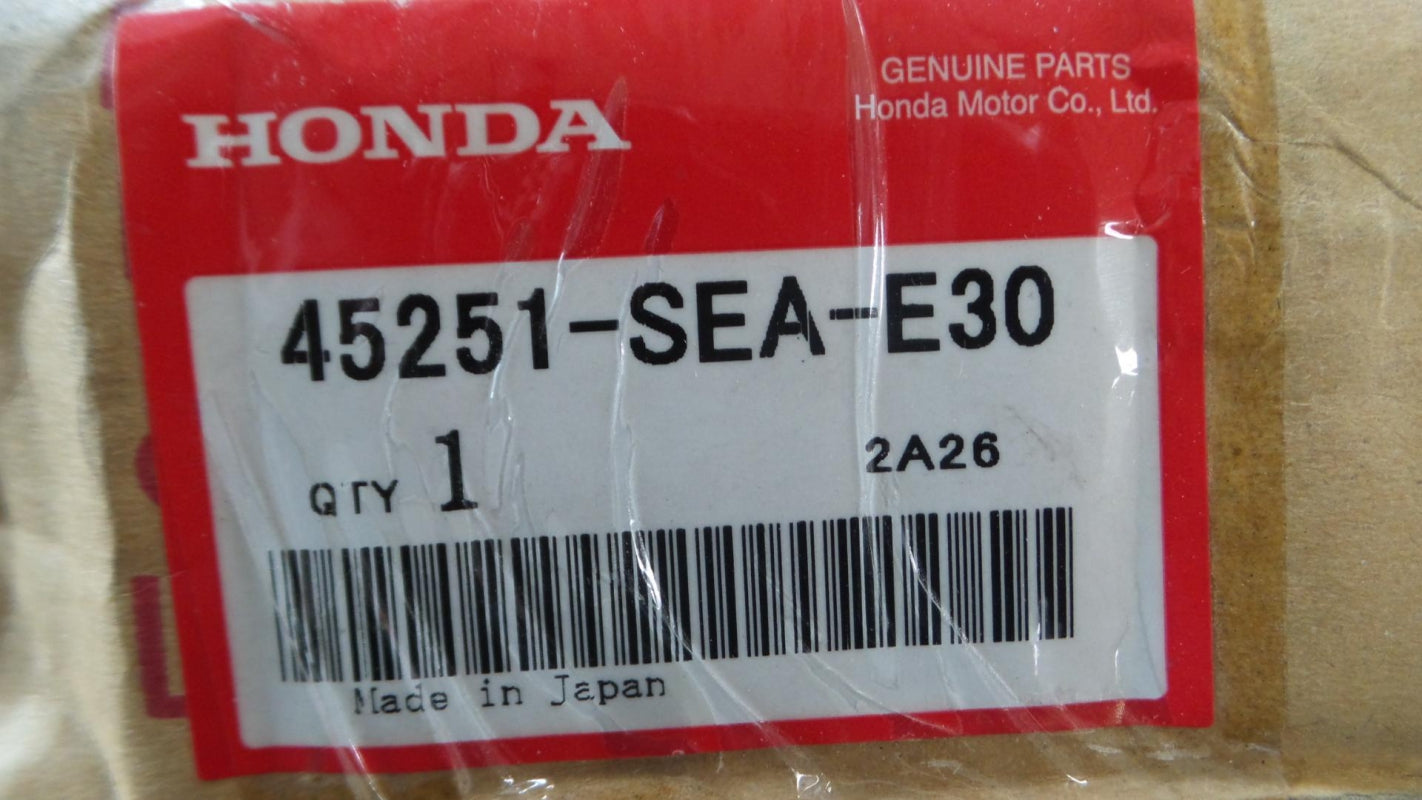 HONDA
GENUINE PARTS
Honda Motor Co., Ltd.
45251-SEA-E30
QTY 1
2A26
Made in Japan